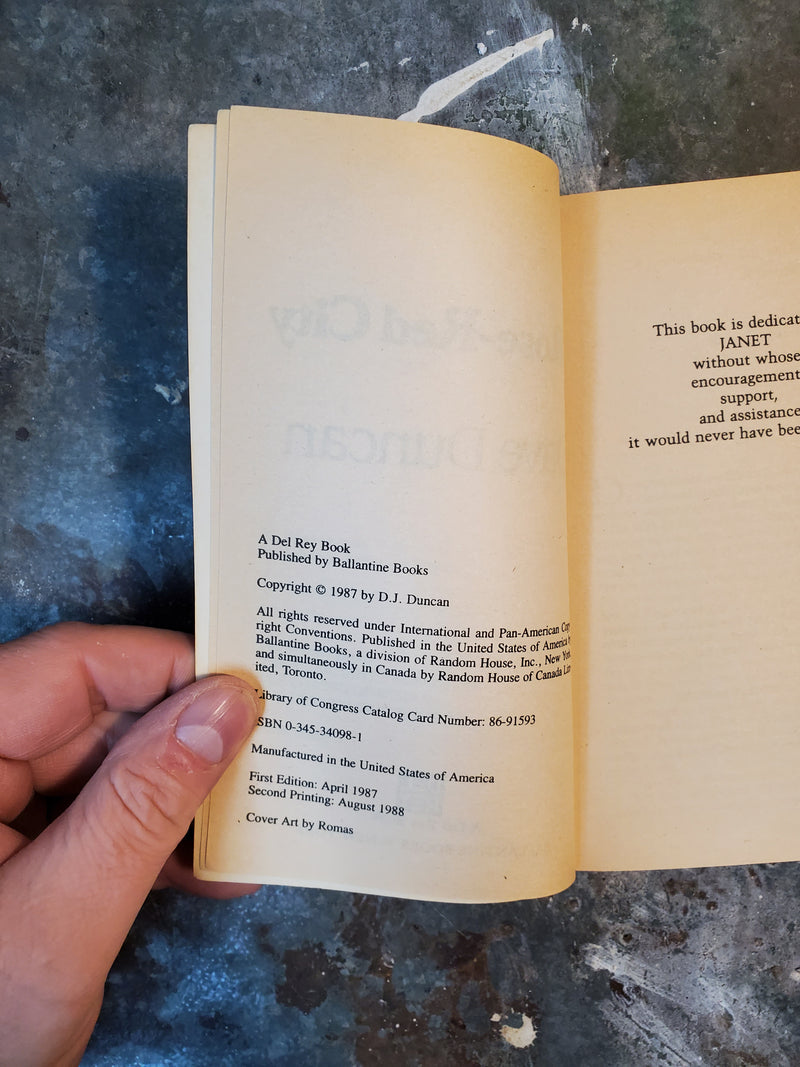 A Del Rey Book
Published by Ballantine Books
Copyright © 1987 by D.J. Duncan
All rights reserved under International and Pan-American Copy
right Conventions. Published in the United States of America
Ballantine Books, a division of Random House, Inc., New York
and simultaneously in Canada by Random House of Canada Lim
ited, Toronto.
Library of Congress Catalog Card Number: 86-91593
ISBN 0-345-34098-1
Manufactured in the United States of America
First Edition: April 1987
Second Printing: August 1988
Cover Art by Romas
This book is dedicat
JANET
without whose
encouragement
support,
and assistance
it would never have bee